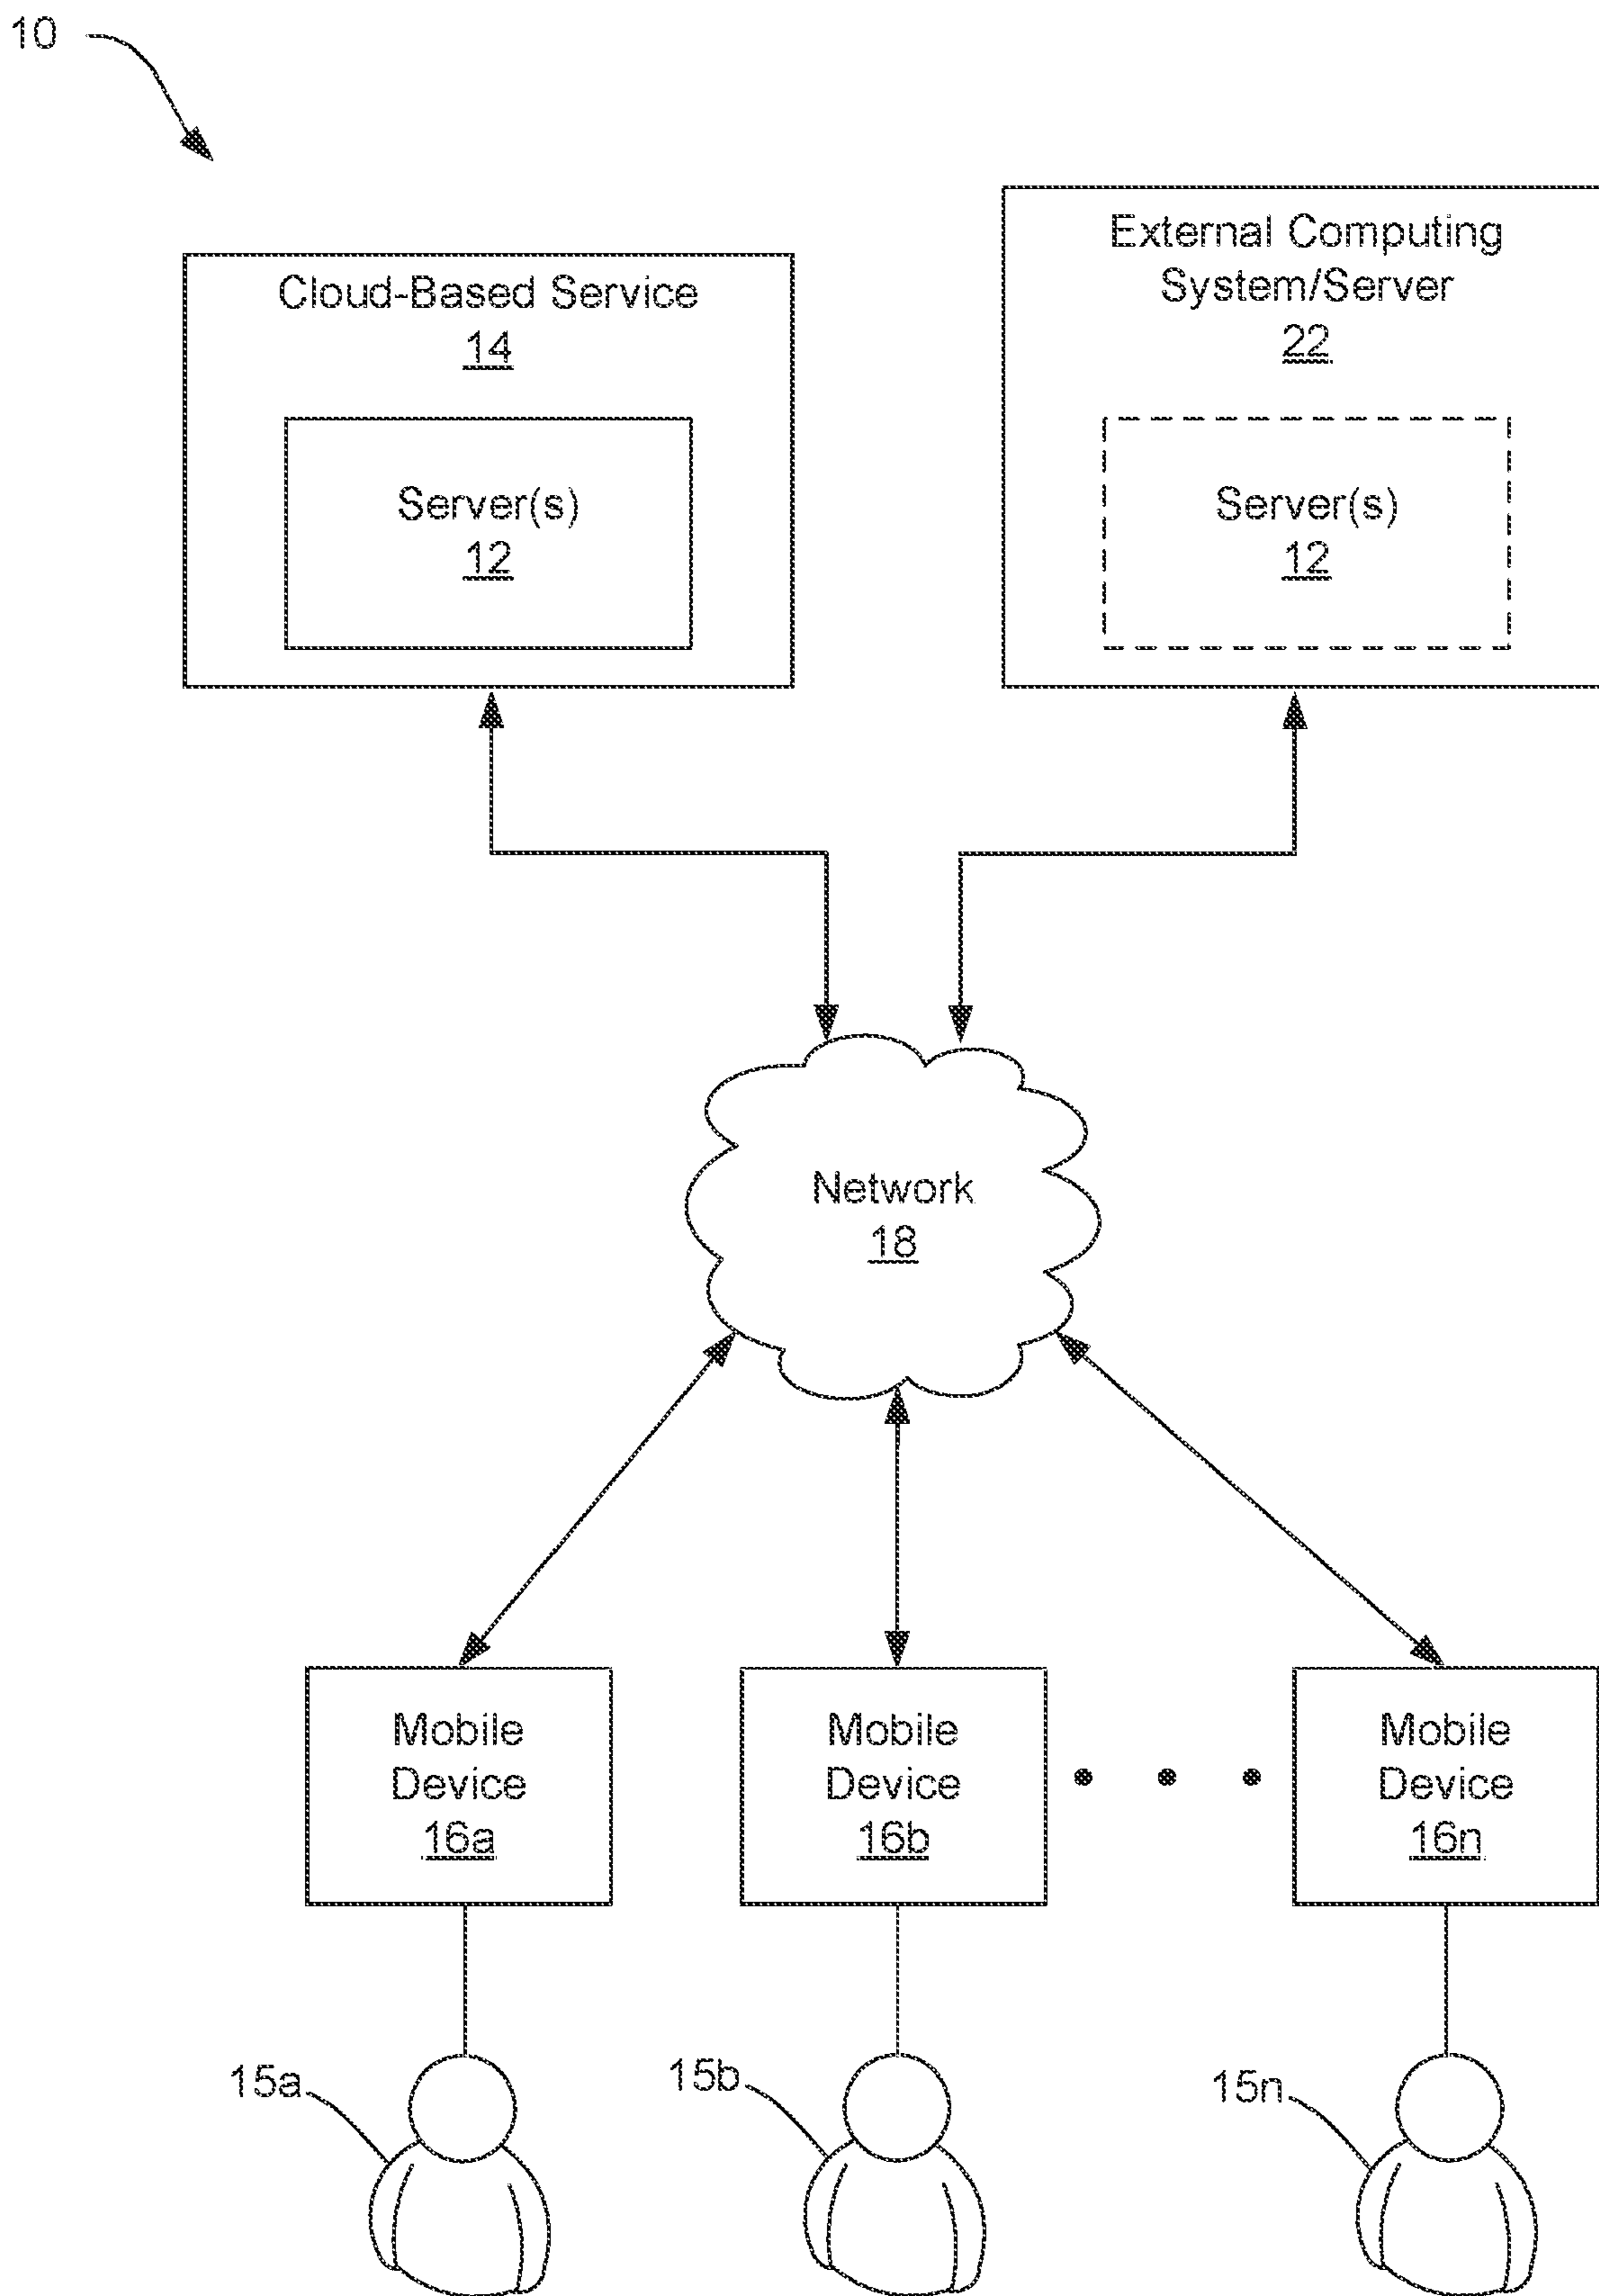 10
Cloud-Based Service
14
Server(s)
12
External Computing
System/Server
22
Server(s)
12
Network
18
Mobile
Device
16a
Mobile
Device
16b
Mobile
Device
16n
15a
15b
15n